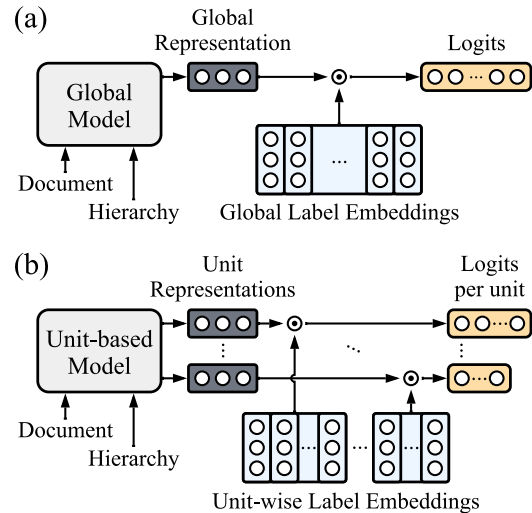 (a)
Global
Representation
Logits
Global
Model
...
...
Document
Hierarchy
Global Label Embeddings
(b)
Unit
Representations
Logits
per unit
Unit-based
Model
...
...
...
...
...
Document
Hierarchy
...
...
...
Unit-wise Label Embeddings